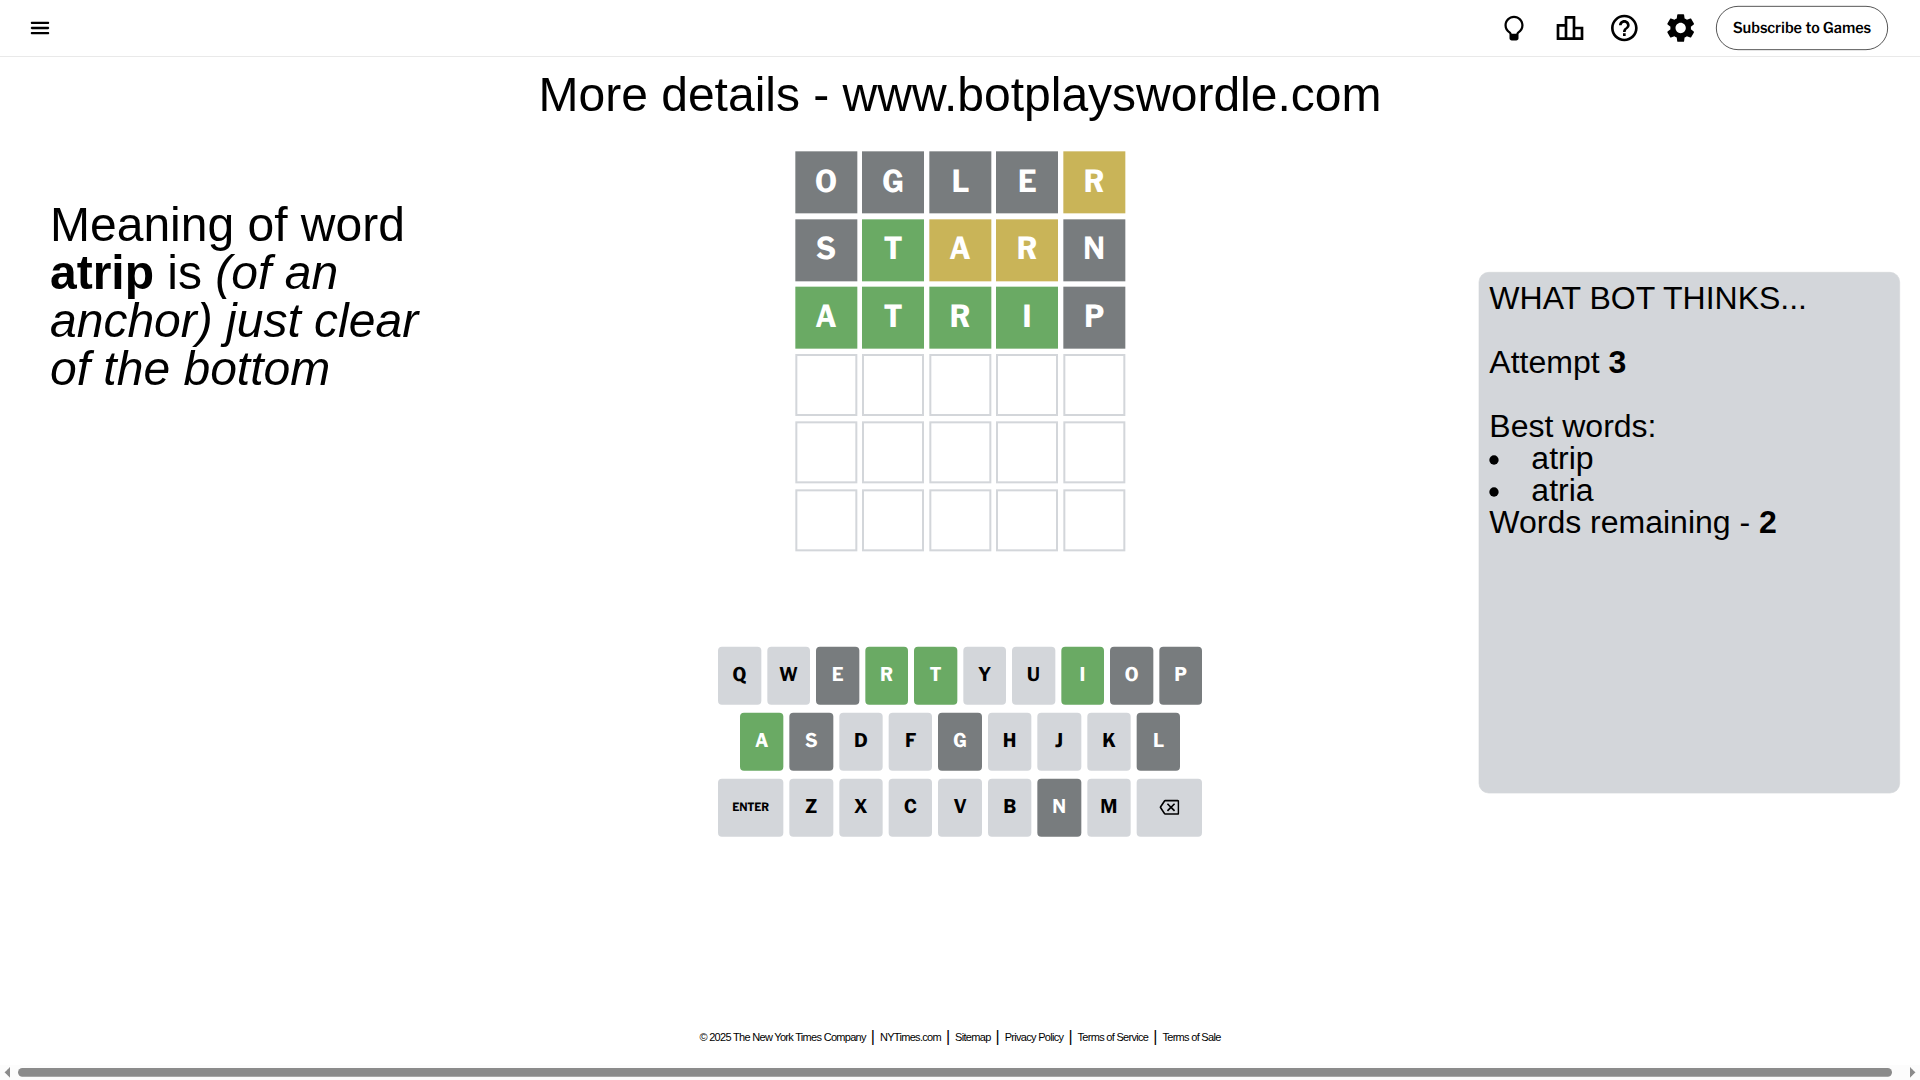 Subscribe to Games
More details - www.botplayswordle.com
Meaning of word
atrip is (of an
anchor) just clear
of the bottom
O G L E R
S T A R N
A T R I P
WHAT BOT THINKS...
Attempt 3
Best words:
• atrip
• atria
Words remaining - 2
Q W E R T Y U I O P
A S D F G H J K L
ENTER Z X C V B N M
© 2025 The New York Times Company | NYTimes.com | Sitemap | Privacy Policy | Terms of Service | Terms of Sale